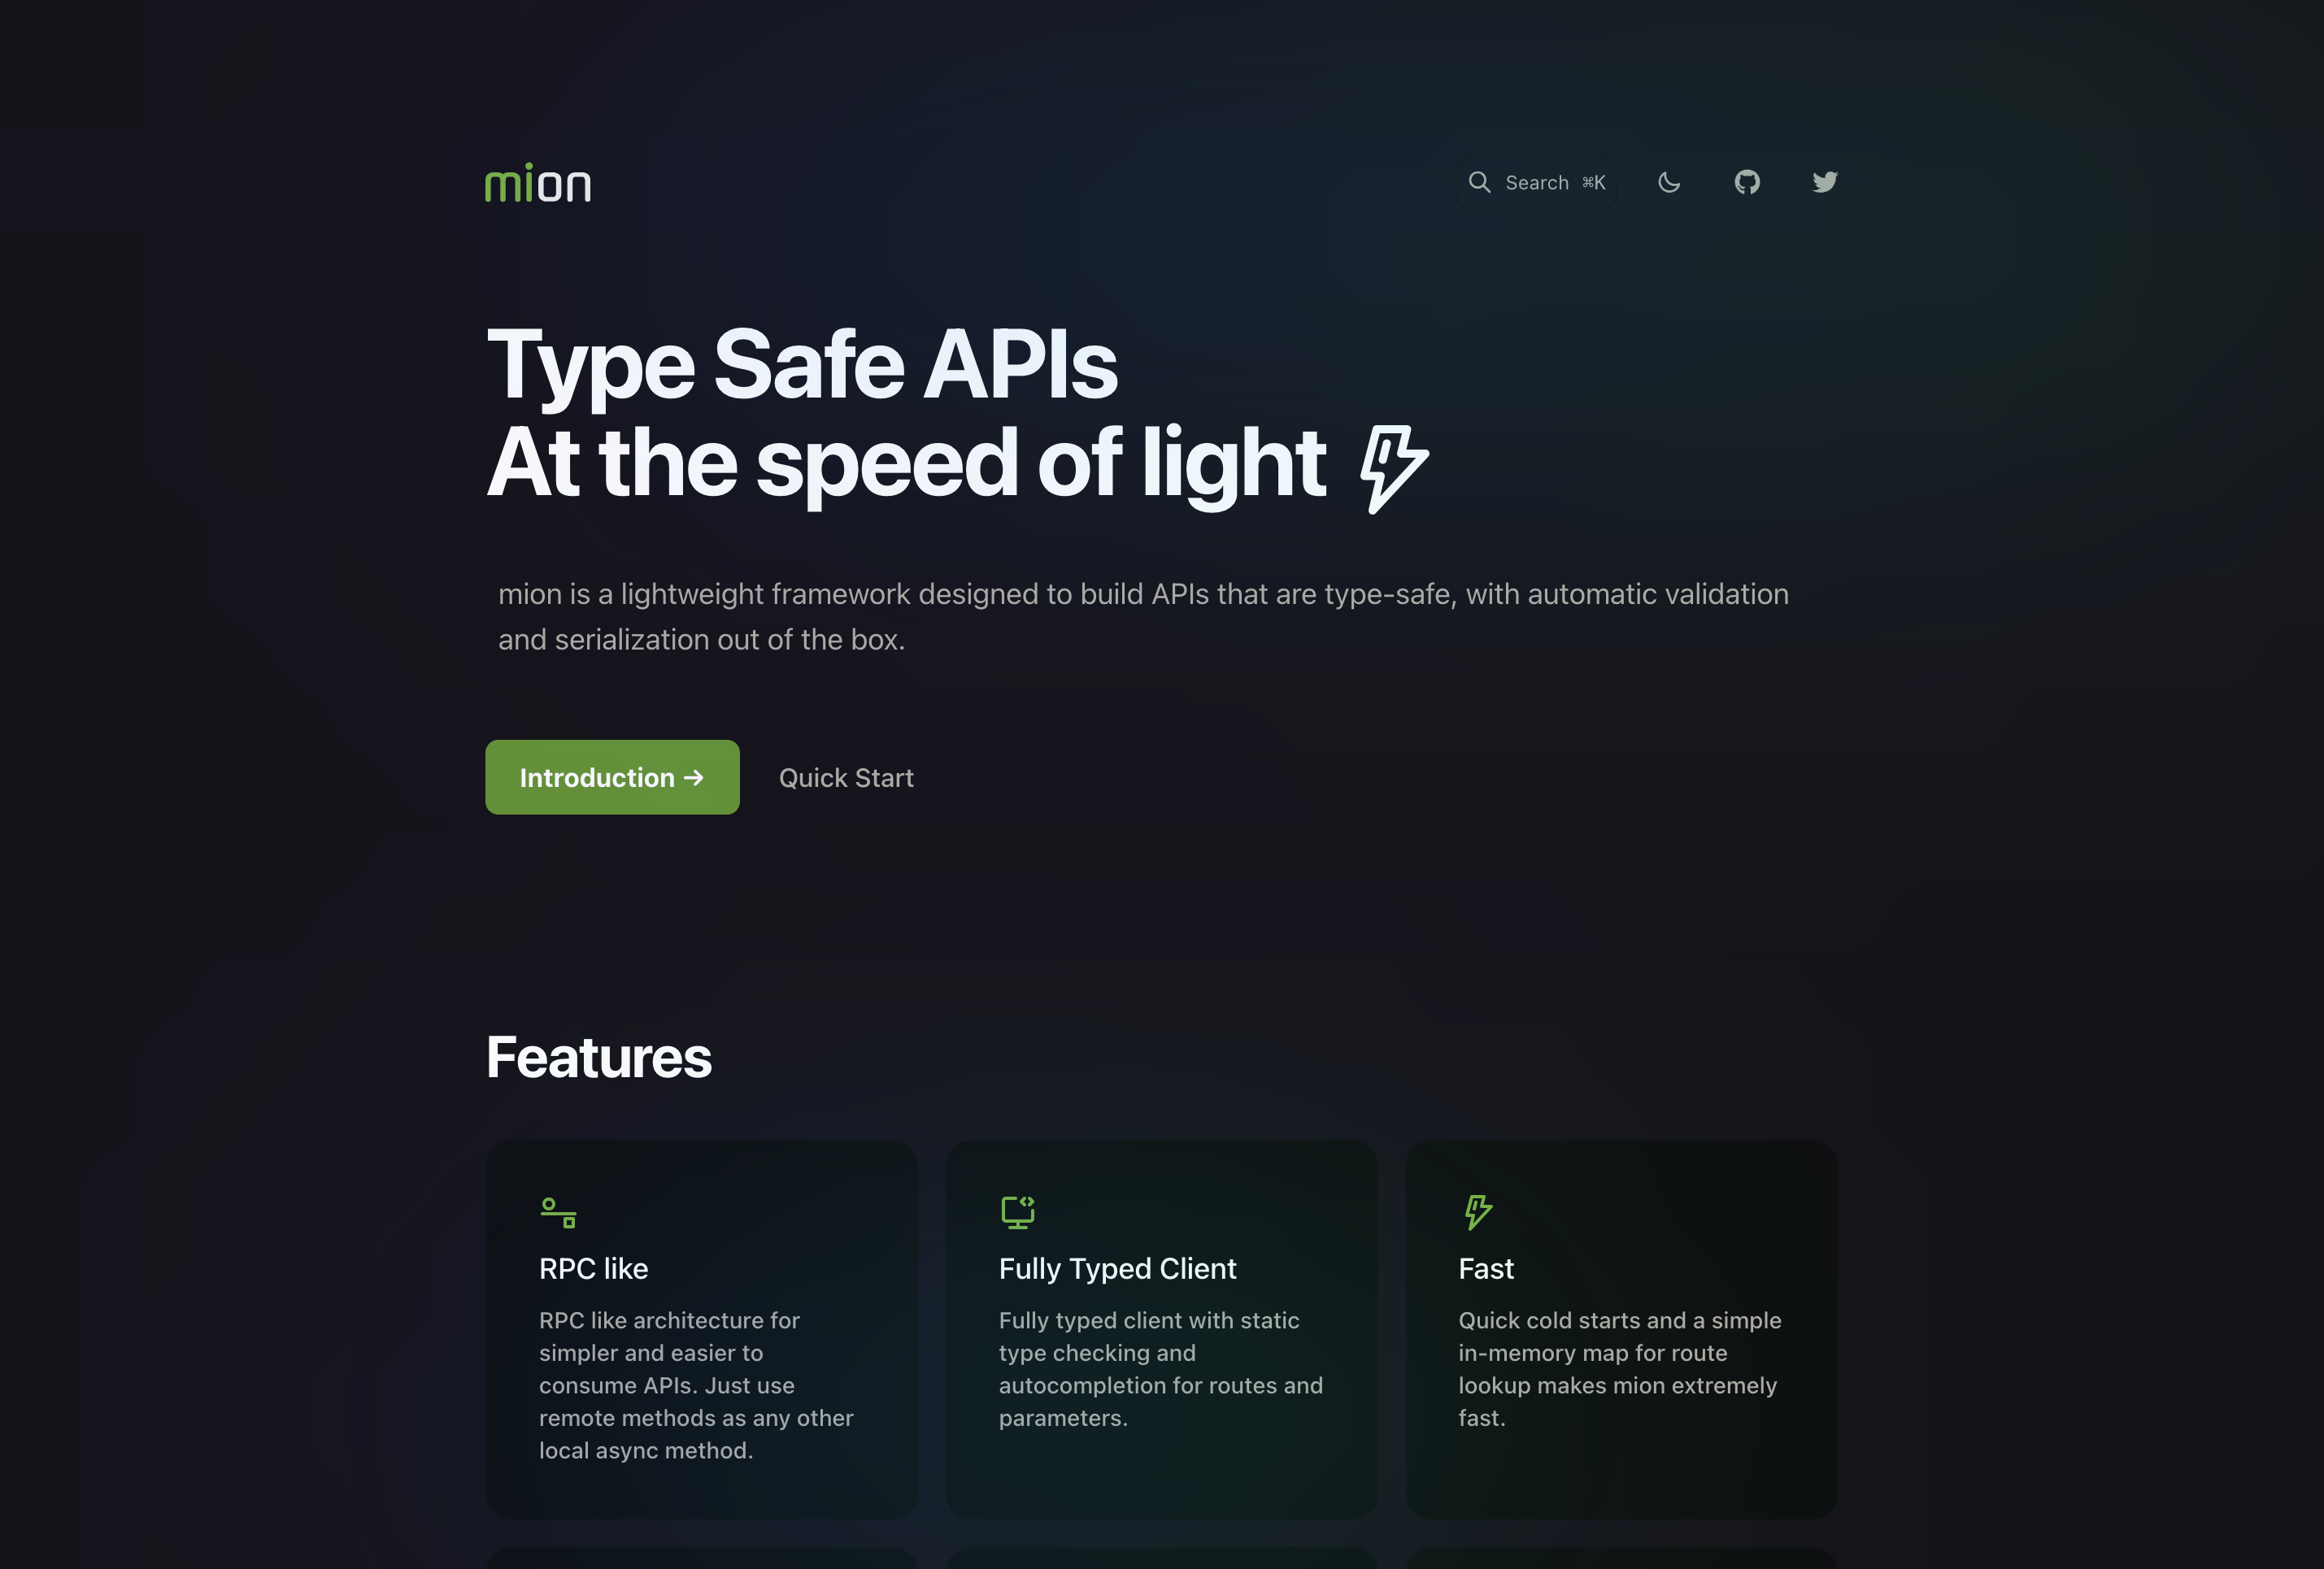 mion
Search ⌘K
Type Safe APIs
At the speed of light
mion is a lightweight framework designed to build APIs that are type-safe, with automatic validation
and serialization out of the box.
Introduction →
Quick Start
Features
RPC like
RPC like architecture for
simpler and easier to
consume APIs. Just use
remote methods as any other
local async method.
Fully Typed Client
Fully typed client with static
type checking and
autocompletion for routes and
parameters.
Fast
Quick cold starts and a simple
in-memory map for route
lookup makes mion extremely
fast.